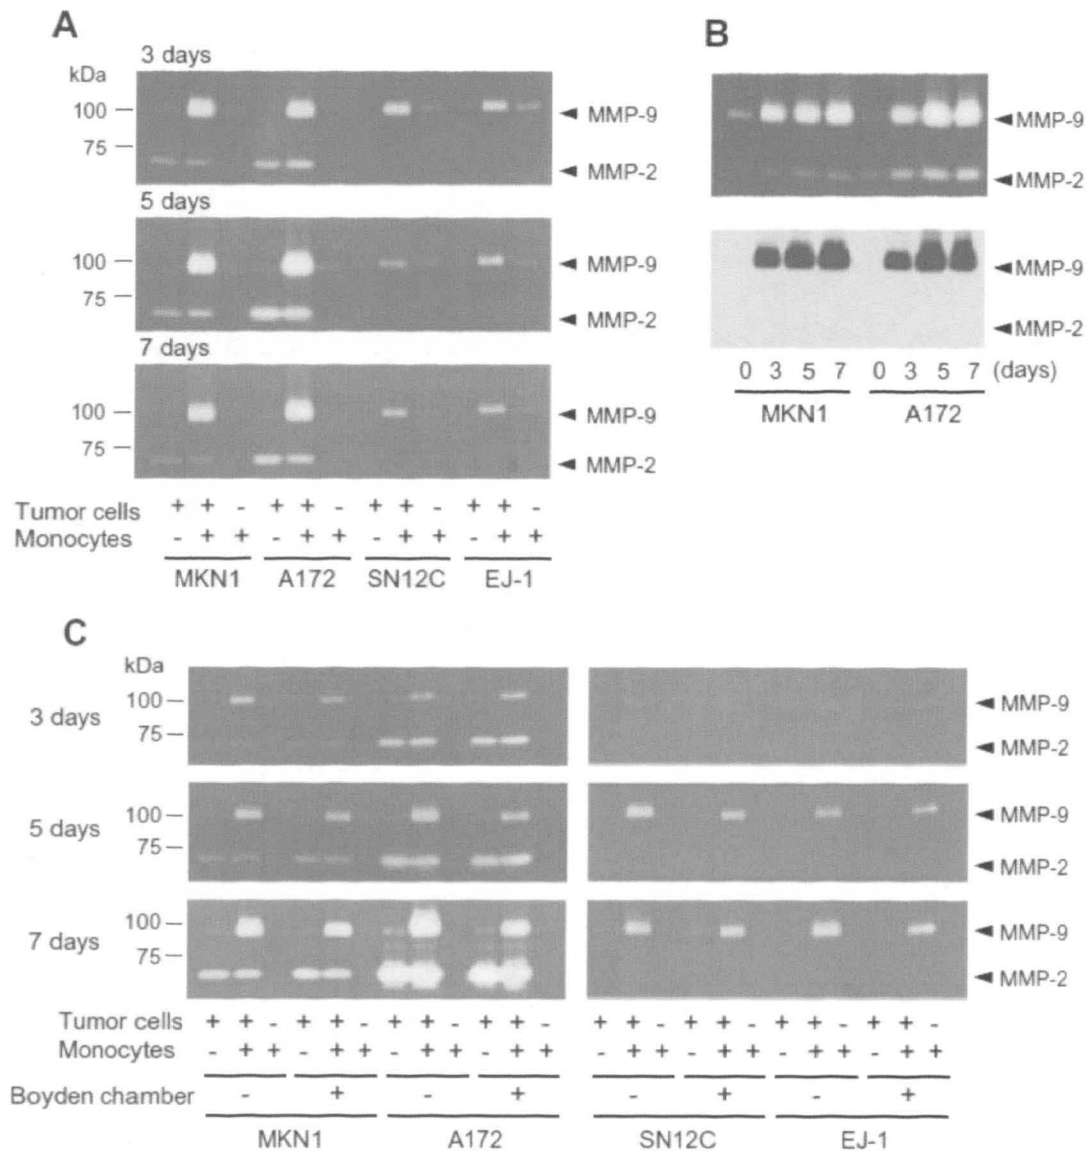 A
B
3 days
kDa
100
75
MMP-9
MMP-2
5 days
100
75
MMP-9
MMP-2
7 days
100
75
MMP-9
MMP-2
Tumor cells + + - + + - + + - + + -
Monocytes - + + - + + - + + - + +
MKN1 A172 SN12C EJ-1
MMP-9
MMP-2
MMP-9
MMP-2
0 3 5 7 0 3 5 7 (days)
MKN1 A172
C
kDa
3 days
100
75
MMP-9
MMP-2
5 days
100
75
MMP-9
MMP-2
7 days
100
75
MMP-9
MMP-2
Tumor cells + + - + + - + + - + + - + + - + + - + + - + + -
Monocytes - + + - + + - + + - + + - + + - + + - + + - + +
Boyden chamber - + - + - + - +
MKN1 A172 SN12C EJ-1